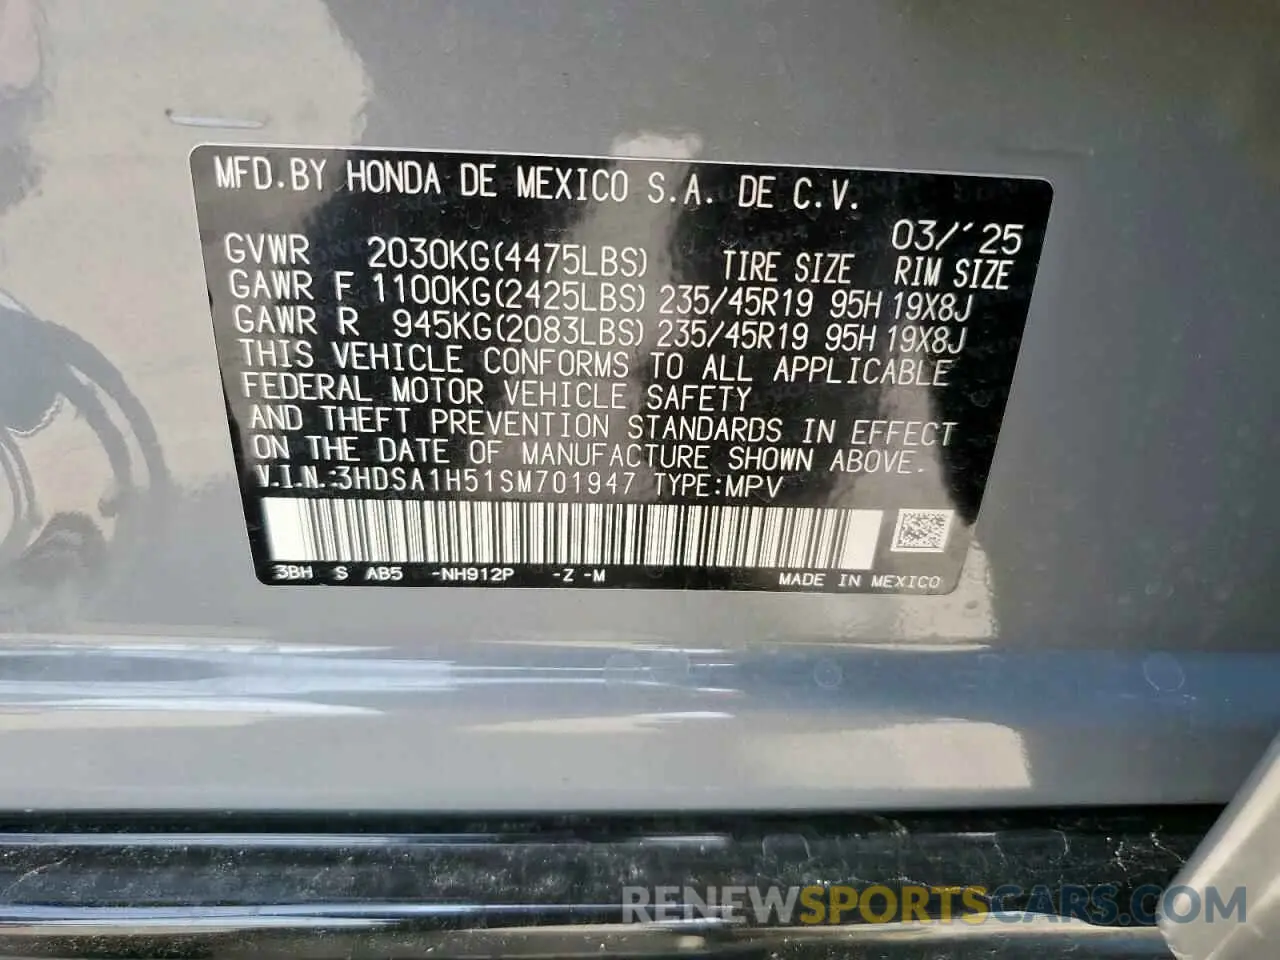 MFD.BY HONDA DE MEXICO S.A. DE C.V.
03/'25
GVWR 2030KG(4475LBS) TIRE SIZE RIM SIZE
GAWR F 1100KG(2425LBS) 235/45R19 95H 19X8J
GAWR R 945KG(2083LBS) 235/45R19 95H 19X8J
THIS VEHICLE CONFORMS TO ALL APPLICABLE
FEDERAL MOTOR VEHICLE SAFETY
AND THEFT PREVENTION STANDARDS IN EFFECT
ON THE DATE OF MANUFACTURE SHOWN ABOVE.
V.I.N.:3HDSA1H51SM701947 TYPE:MPV
3BH S AB5 -NH912P -Z -M MADE IN MEXICO
RENEWSPORTSCARS.COM